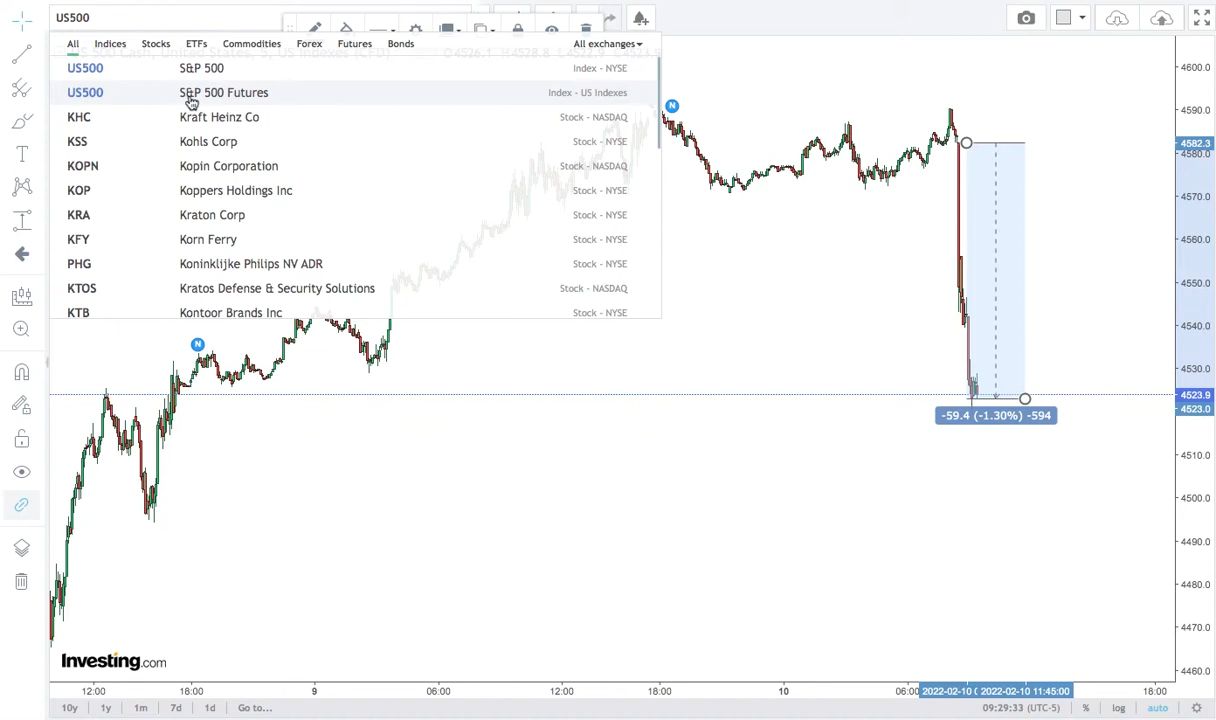 US500
All Indices Stocks ETFs Commodities Forex Futures Bonds All exchanges
US500 S&P 500 Index - NYSE
US500 S&P 500 Futures Index - US Indexes
KHC Kraft Heinz Co Stock - NASDAQ
KSS Kohls Corp Stock - NYSE
KOPN Kopin Corporation Stock - NASDAQ
KOP Koppers Holdings Inc Stock - NYSE
KRA Kraton Corp Stock - NYSE
KFY Korn Ferry Stock - NYSE
PHG Koninklijke Philips NV ADR Stock - NYSE
KTOS Kratos Defense & Security Solutions Stock - NASDAQ
KTB Kontoor Brands Inc Stock - NYSE
N
N
4600.0
4590.0
4582.3
4580.0
4570.0
4560.0
4550.0
4540.0
4530.0
4523.9
4523.0
4510.0
4500.0
4490.0
4480.0
4470.0
4460.0
-59.4 (-1.30%) -594
Investing.com
12:00 18:00 9 06:00 12:00 18:00 10 06:00 2022-02-10 2022-02-10 11:45:00 18:00
10y 1y 1m 7d 1d Go to... 09:29:33 (UTC-5) % log auto